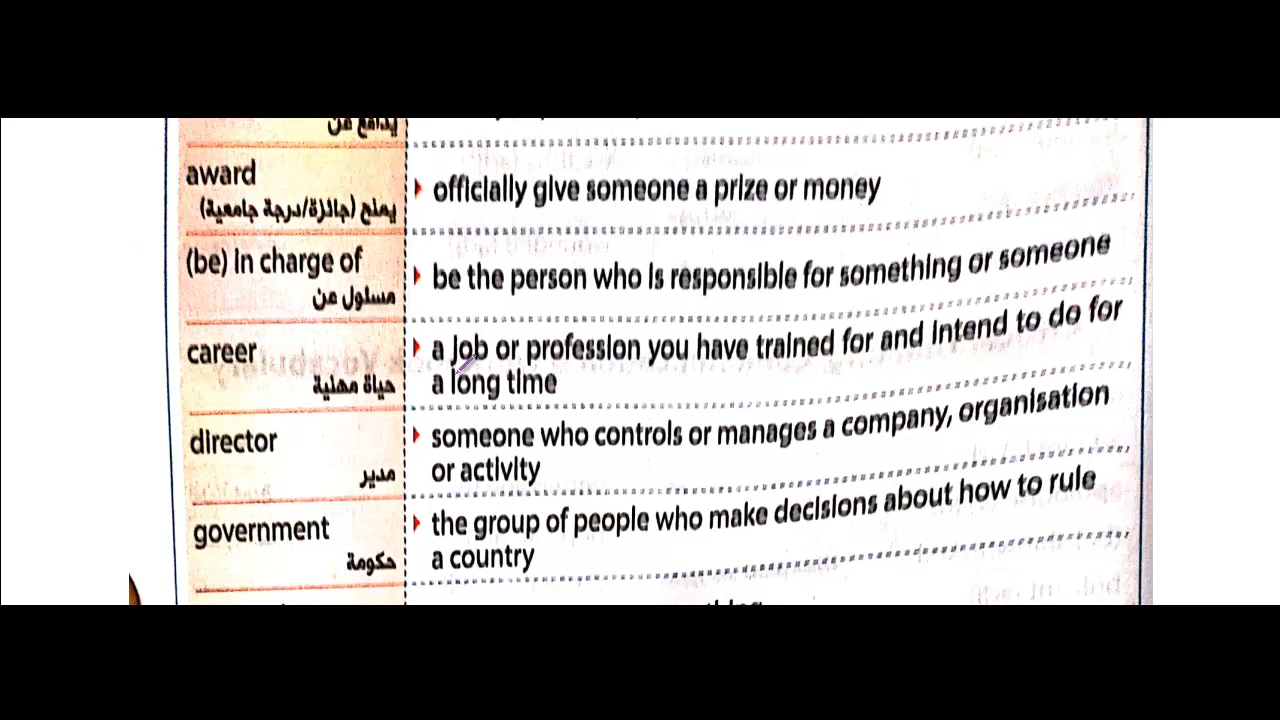 يدافع عن
award
يمنح (جائزة/درجة جامعية)
officially give someone a prize or money
(be) in charge of
مسئول عن
be the person who is responsible for something or someone
career
حياة مهنية
a job or profession you have trained for and intend to do for
a long time
director
مدير
someone who controls or manages a company, organisation
or activity
government
حكومة
the group of people who make decisions about how to rule
a country